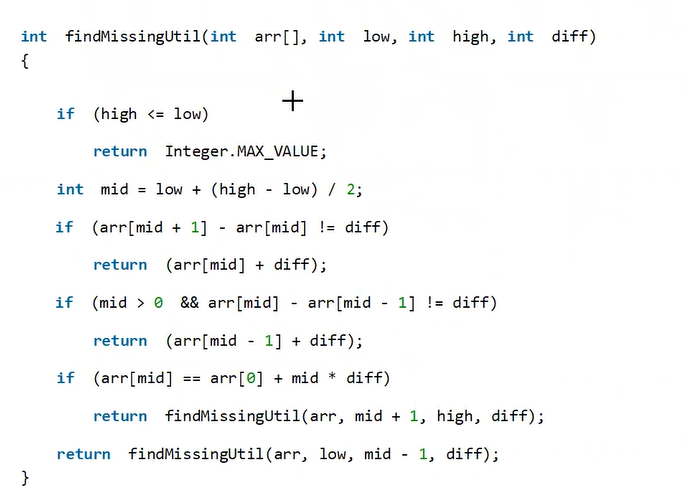 int findMissingUtil(int arr[], int low, int high, int diff)
{
if (high <= low)
return Integer.MAX_VALUE;
int mid = low + (high - low) / 2;
if (arr[mid + 1] - arr[mid] != diff)
return (arr[mid] + diff);
if (mid > 0 && arr[mid] - arr[mid - 1] != diff)
return (arr[mid - 1] + diff);
if (arr[mid] == arr[0] + mid * diff)
return findMissingUtil(arr, mid + 1, high, diff);
return findMissingUtil(arr, low, mid - 1, diff);
}